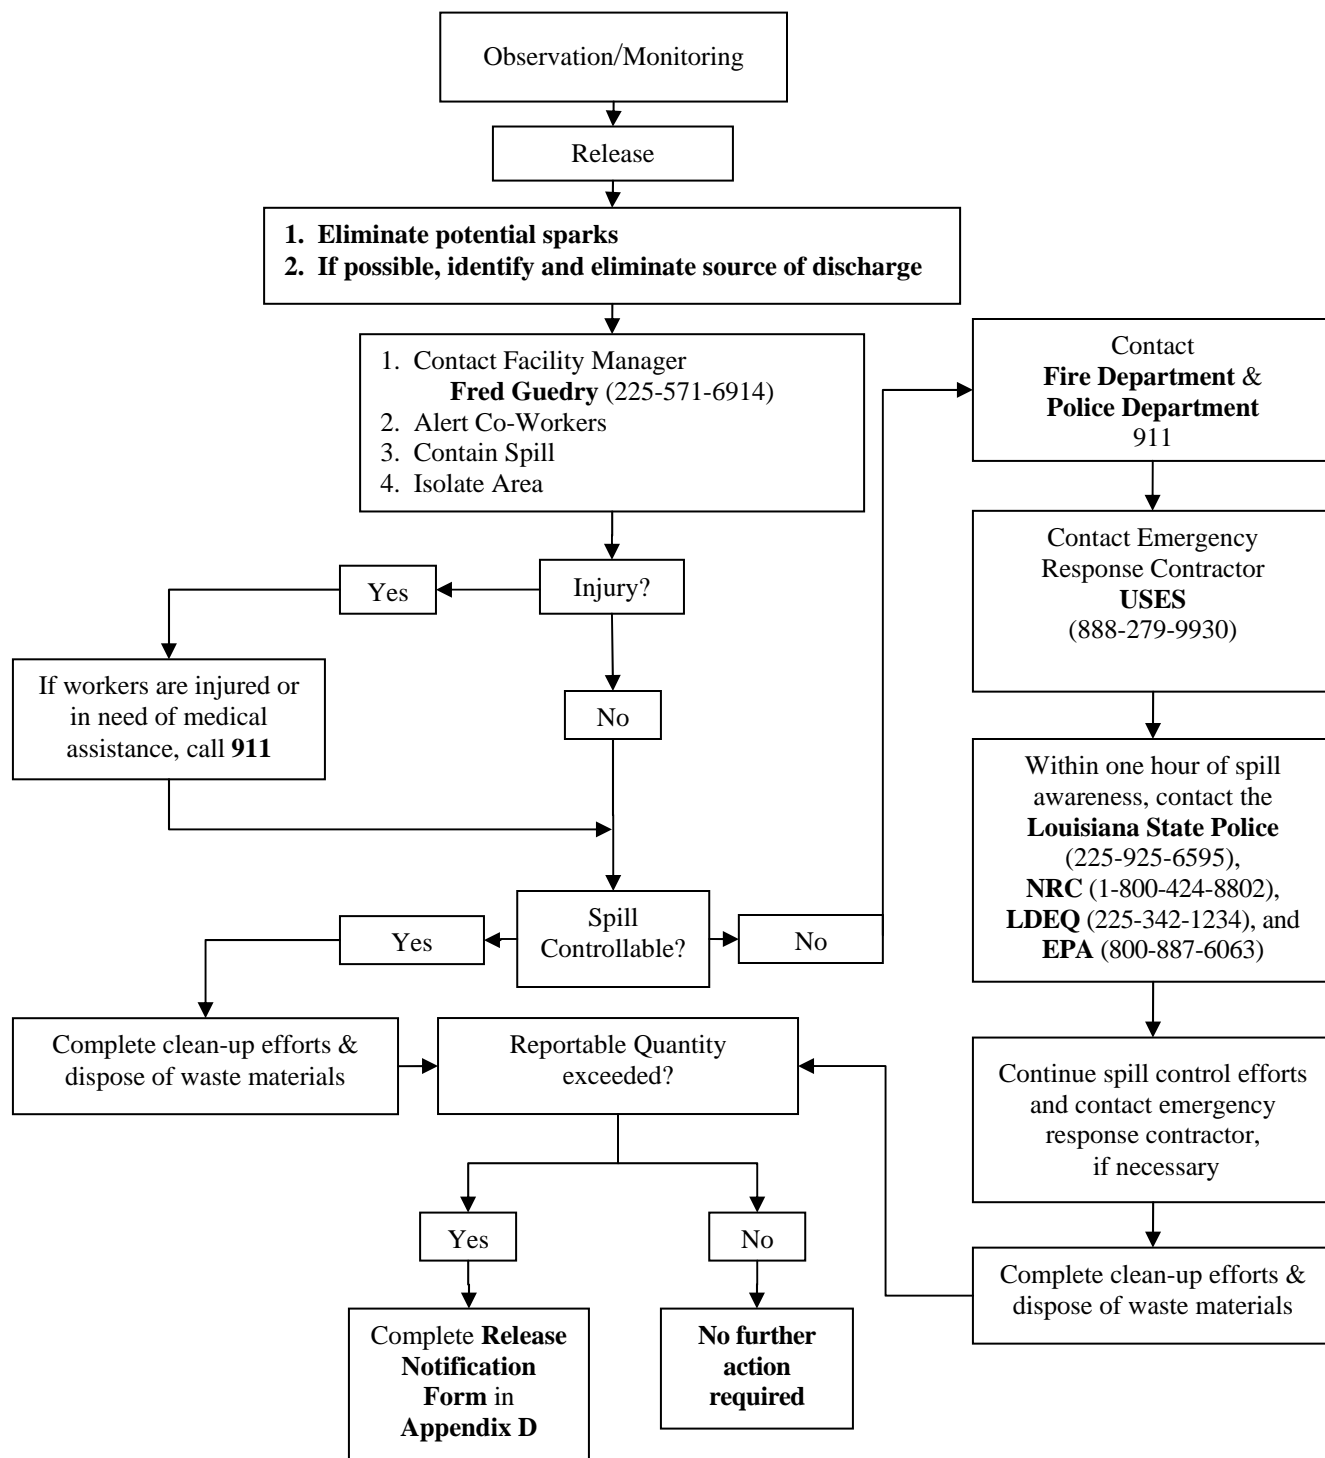 Observation/Monitoring
Release
1. Eliminate potential sparks
2. If possible, identify and eliminate source of discharge
1. Contact Facility Manager
Fred Guedry (225-571-6914)
2. Alert Co-Workers
3. Contain Spill
4. Isolate Area
Injury?
Yes
If workers are injured or
in need of medical
assistance, call 911
No
Spill
Controllable?
Yes
No
Complete clean-up efforts &
dispose of waste materials
Reportable Quantity
exceeded?
Yes
No
Complete Release
Notification
Form in
Appendix D
No further
action
required
Contact
Fire Department &
Police Department
911
Contact Emergency
Response Contractor
USES
(888-279-9930)
Within one hour of spill
awareness, contact the
Louisiana State Police
(225-925-6595),
NRC (1-800-424-8802),
LDEQ (225-342-1234), and
EPA (800-887-6063)
Continue spill control efforts
and contact emergency
response contractor,
if necessary
Complete clean-up efforts &
dispose of waste materials